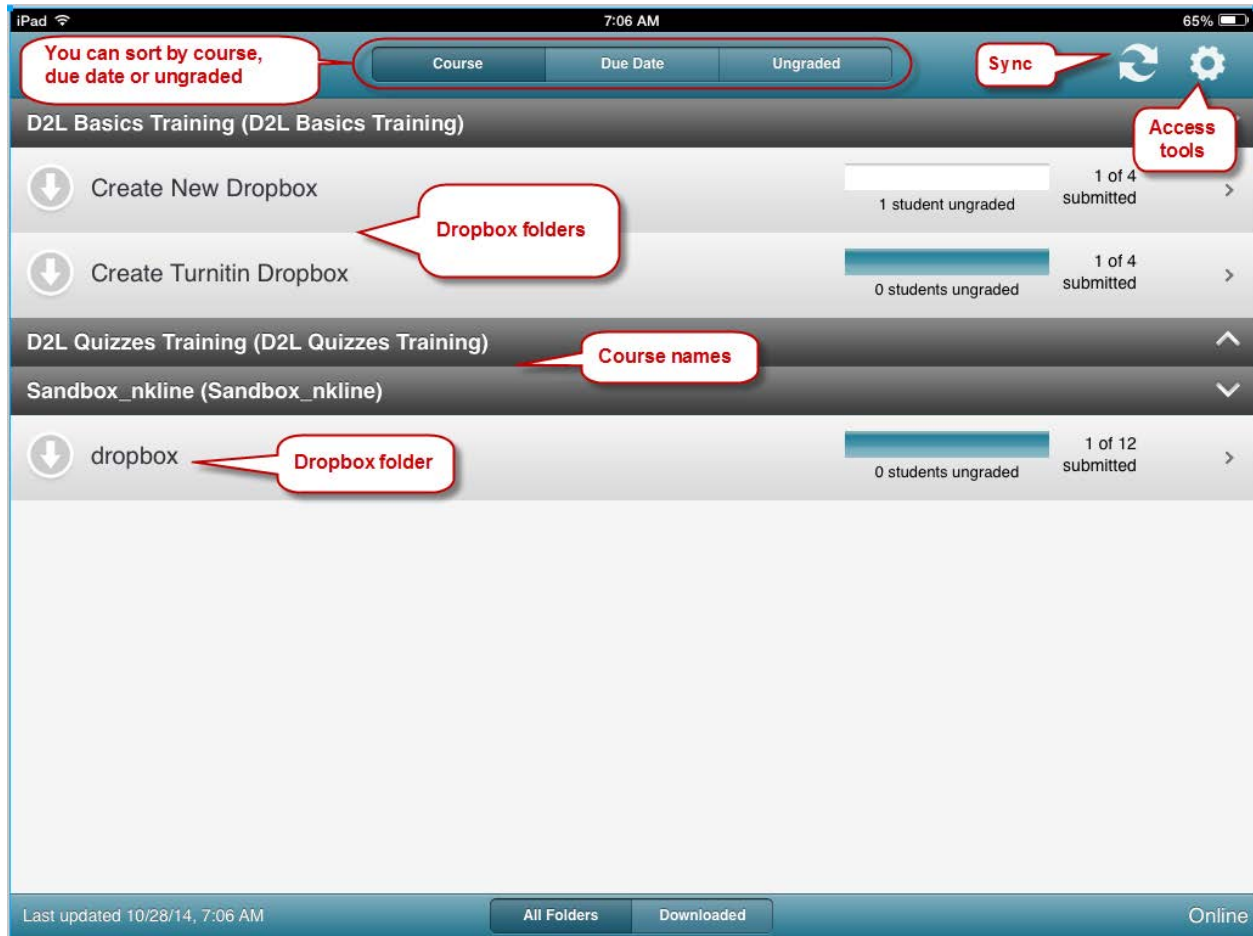 iPad 7:06 AM 65%
You can sort by course,
due date or ungraded
Course Due Date Ungraded
Sync
Access
tools
D2L Basics Training (D2L Basics Training)
Create New Dropbox
1 student ungraded
1 of 4
submitted
Dropbox folders
Create Turnitin Dropbox
0 students ungraded
1 of 4
submitted
D2L Quizzes Training (D2L Quizzes Training)
Course names
Sandbox_nkline (Sandbox_nkline)
dropbox
Dropbox folder
0 students ungraded
1 of 12
submitted
Last updated 10/28/14, 7:06 AM
All Folders Downloaded
Online